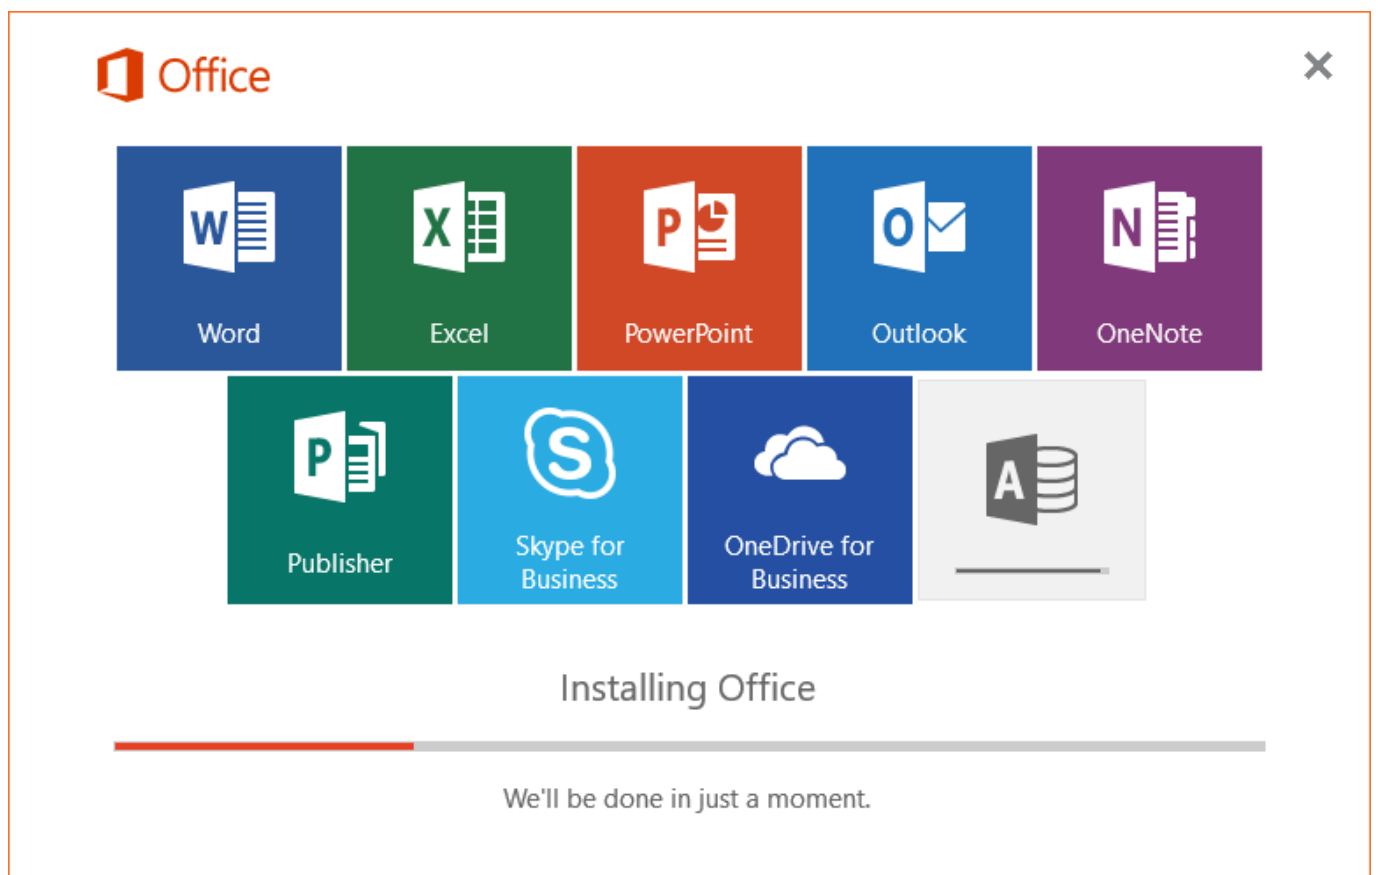 Office
W
X
P
O
N
Word
Excel
PowerPoint
Outlook
OneNote
P
S
A
Publisher
Skype for
Business
OneDrive for
Business
Installing Office
We'll be done in just a moment.